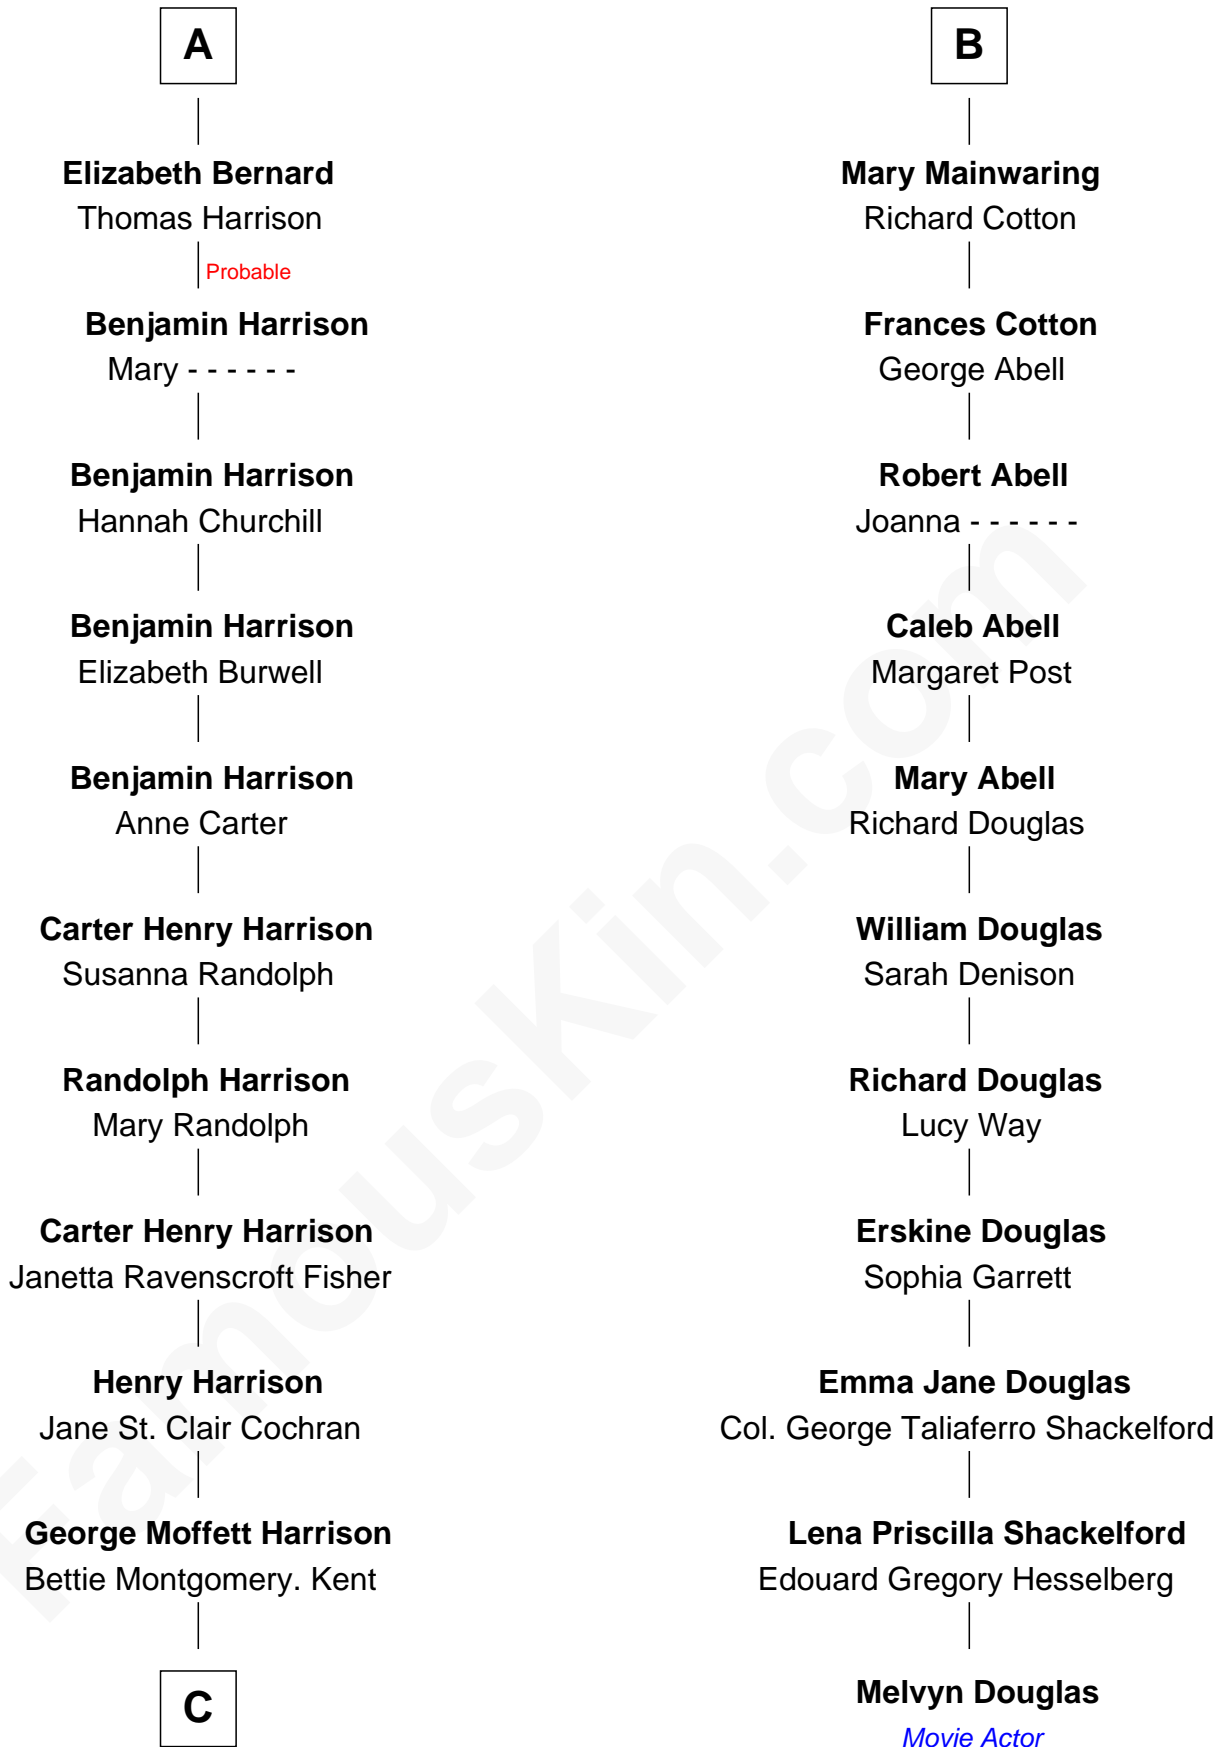 A
Elizabeth Bernard
Thomas Harrison
Probable
Benjamin Harrison
Mary - - - - - -
Benjamin Harrison
Hannah Churchill
Benjamin Harrison
Elizabeth Burwell
Benjamin Harrison
Anne Carter
Carter Henry Harrison
Susanna Randolph
Randolph Harrison
Mary Randolph
Carter Henry Harrison
Janetta Ravenscroft Fisher
Henry Harrison
Jane St. Clair Cochran
George Moffett Harrison
Bettie Montgomery. Kent
C
B
Mary Mainwaring
Richard Cotton
Frances Cotton
George Abell
Robert Abell
Joanna - - - - - -
Caleb Abell
Margaret Post
Mary Abell
Richard Douglas
William Douglas
Sarah Denison
Richard Douglas
Lucy Way
Erskine Douglas
Sophia Garrett
Emma Jane Douglas
Col. George Taliaferro Shackelford
Lena Priscilla Shackelford
Edouard Gregory Hesselberg
Melvyn Douglas
Movie Actor
FamousKin.com